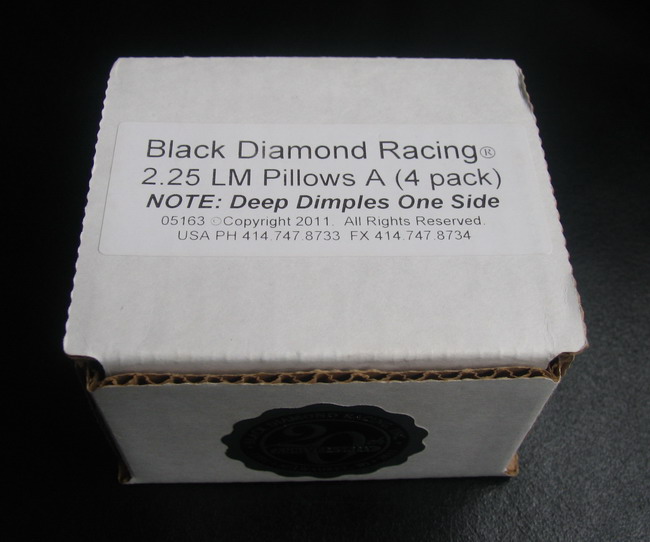 Black Diamond Racing®
2.25 LM Pillows A (4 pack)
NOTE: Deep Dimples One Side
05163 ©Copyright 2011. All Rights Reserved.
USA PH 414.747.8733 FX 414.747.8734